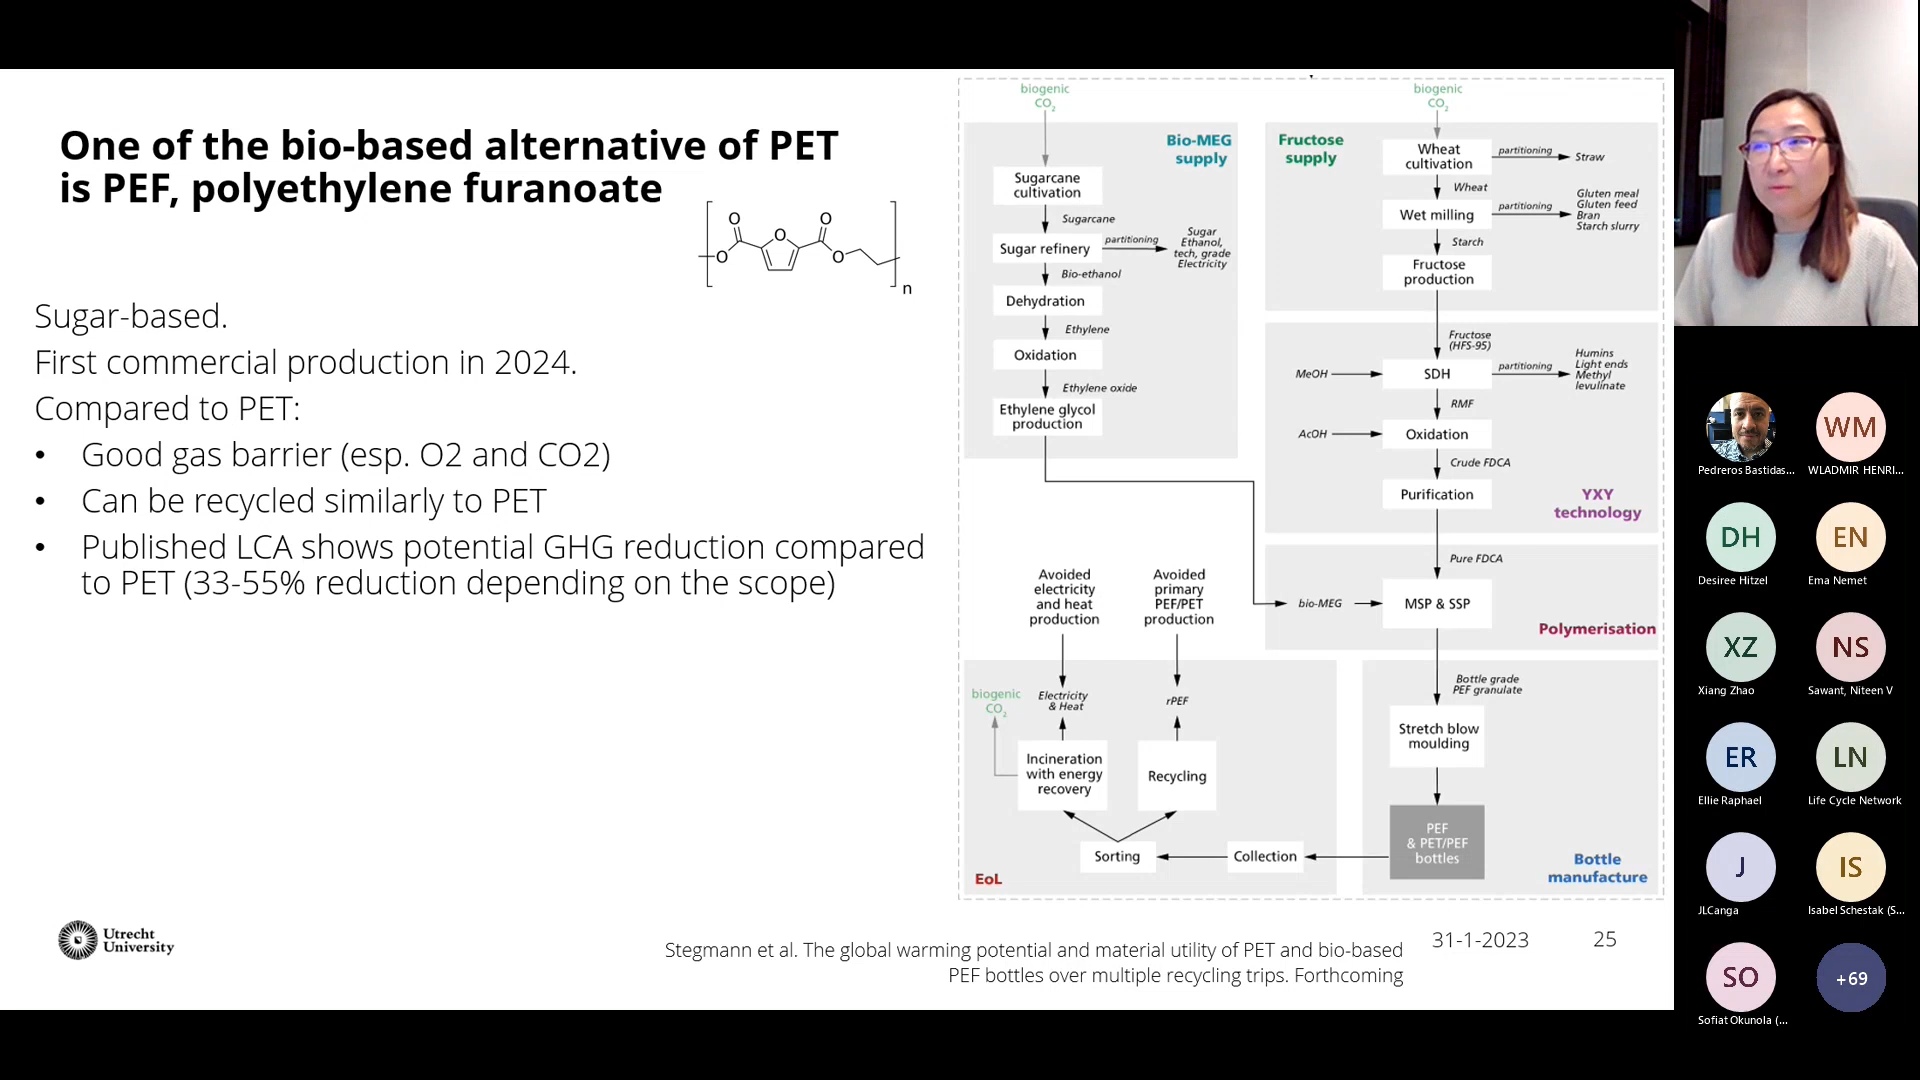 One of the bio-based alternative of PET
is PEF, polyethylene furanoate
O
O
O
O
O
n
Sugar-based.
First commercial production in 2024.
Compared to PET:
• Good gas barrier (esp. O2 and CO2)
• Can be recycled similarly to PET
• Published LCA shows potential GHG reduction compared
to PET (33-55% reduction depending on the scope)
biogenic
CO2
Bio-MEG
supply
Sugarcane
cultivation
Sugarcane
Sugar refinery
partitioning
Sugar
Ethanol,
tech, grade
Electricity
Bio-ethanol
Dehydration
Ethylene
Oxidation
Ethylene oxide
Ethylene glycol
production
biogenic
CO2
Fructose
supply
Wheat
cultivation
partitioning
Straw
Wheat
Wet milling
partitioning
Gluten meal
Gluten feed
Bran
Starch slurry
Starch
Fructose
production
Fructose
(HFS-95)
MeOH
SDH
partitioning
Humins
Light ends
Methyl
levulinate
RMF
AcOH
Oxidation
Crude FDCA
Purification
YXY
technology
Pure FDCA
bio-MEG
MSP & SSP
Polymerisation
Avoided
electricity
and heat
production
Avoided
primary
PEF/PET
production
biogenic
CO2
Electricity
& Heat
rPEF
Incineration
with energy
recovery
Recycling
Sorting
Collection
EoL
Bottle grade
PEF granulate
Stretch blow
moulding
PEF
& PET/PEF
bottles
Bottle
manufacture
Utrecht
University
Stegmann et al. The global warming potential and material utility of PET and bio-based
PEF bottles over multiple recycling trips. Forthcoming
31-1-2023
25
Pedreros Bastidas...
WM
WLADMIR HENRI...
DH
Desiree Hitzel
EN
Ema Nemet
XZ
Xiang Zhao
NS
Sawant, Niteen V
ER
Ellie Raphael
LN
Life Cycle Network
J
JLCanga
IS
Isabel Schestak (S...
SO
Sofiat Okunola (...
+69